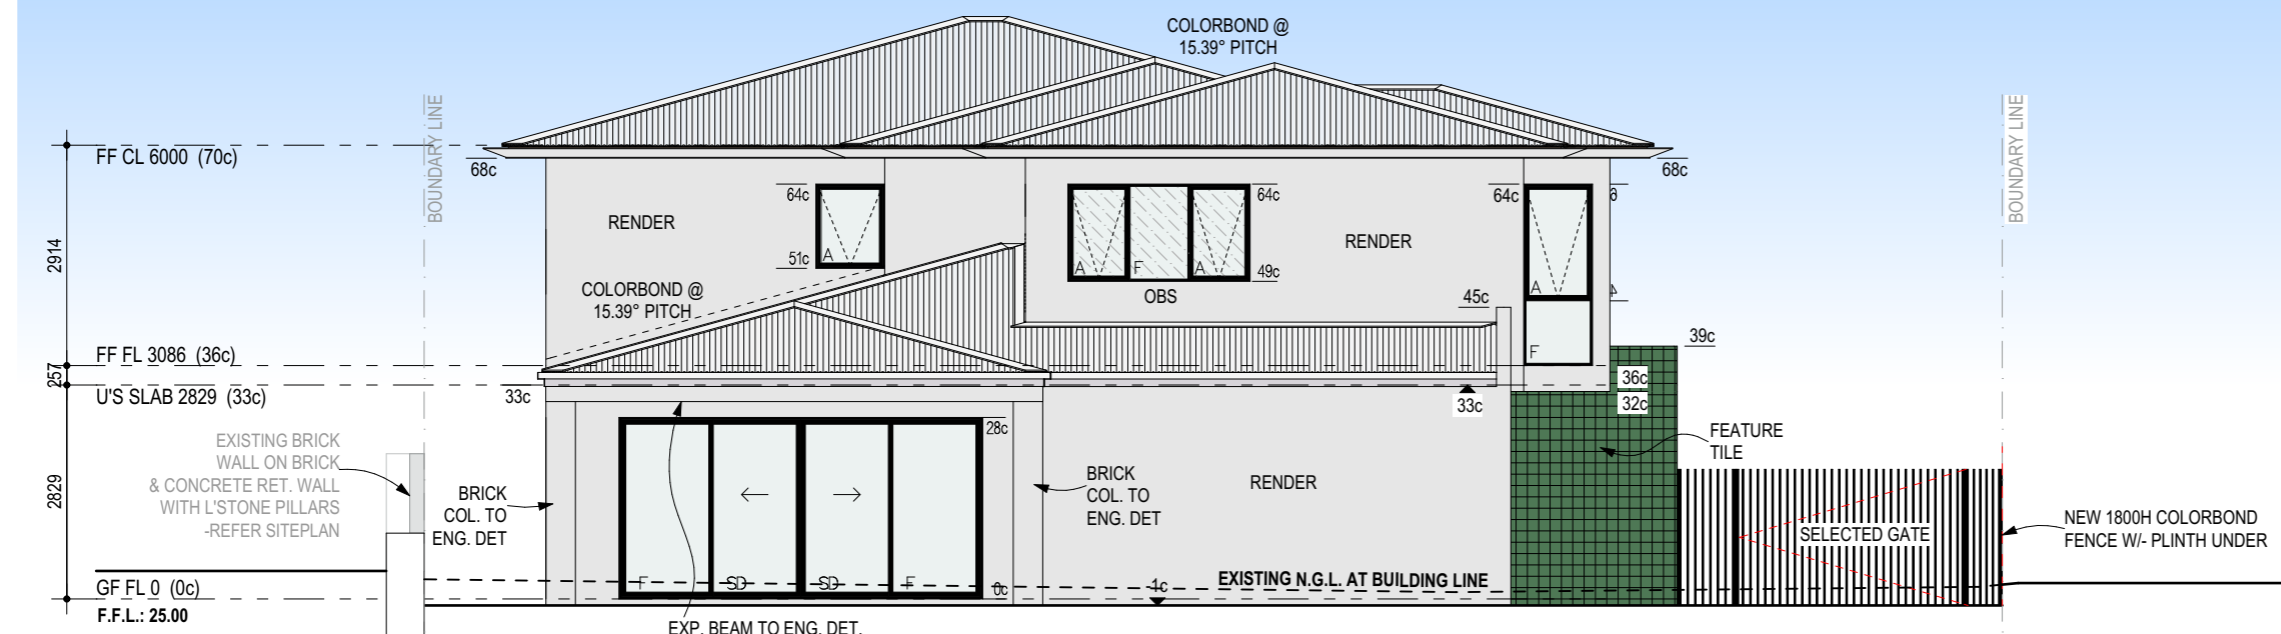 COLORBOND @
15.39° PITCH
BOUNDARY LINE
BOUNDARY LINE
FF CL 6000 (70c)
68c
68c
64c
64c
64c
RENDER
RENDER
2914
51c
A
A
F
A
49c
OBS
A
COLORBOND @
15.39° PITCH
45c
F
39c
FF FL 3086 (36c)
257
36c
U'S SLAB 2829 (33c)
33c
33c
32c
28c
FEATURE
TILE
EXISTING BRICK
WALL ON BRICK
& CONCRETE RET. WALL
WITH L'STONE PILLARS
-REFER SITEPLAN
2829
BRICK
COL. TO
ENG. DET
BRICK
COL. TO
ENG. DET
RENDER
SELECTED GATE
NEW 1800H COLORBOND
FENCE W/- PLINTH UNDER
F
SD
SD
F
0c
-1c
EXISTING N.G.L. AT BUILDING LINE
GF FL 0 (0c)
F.F.L.: 25.00
EXP. BEAM TO ENG. DET.